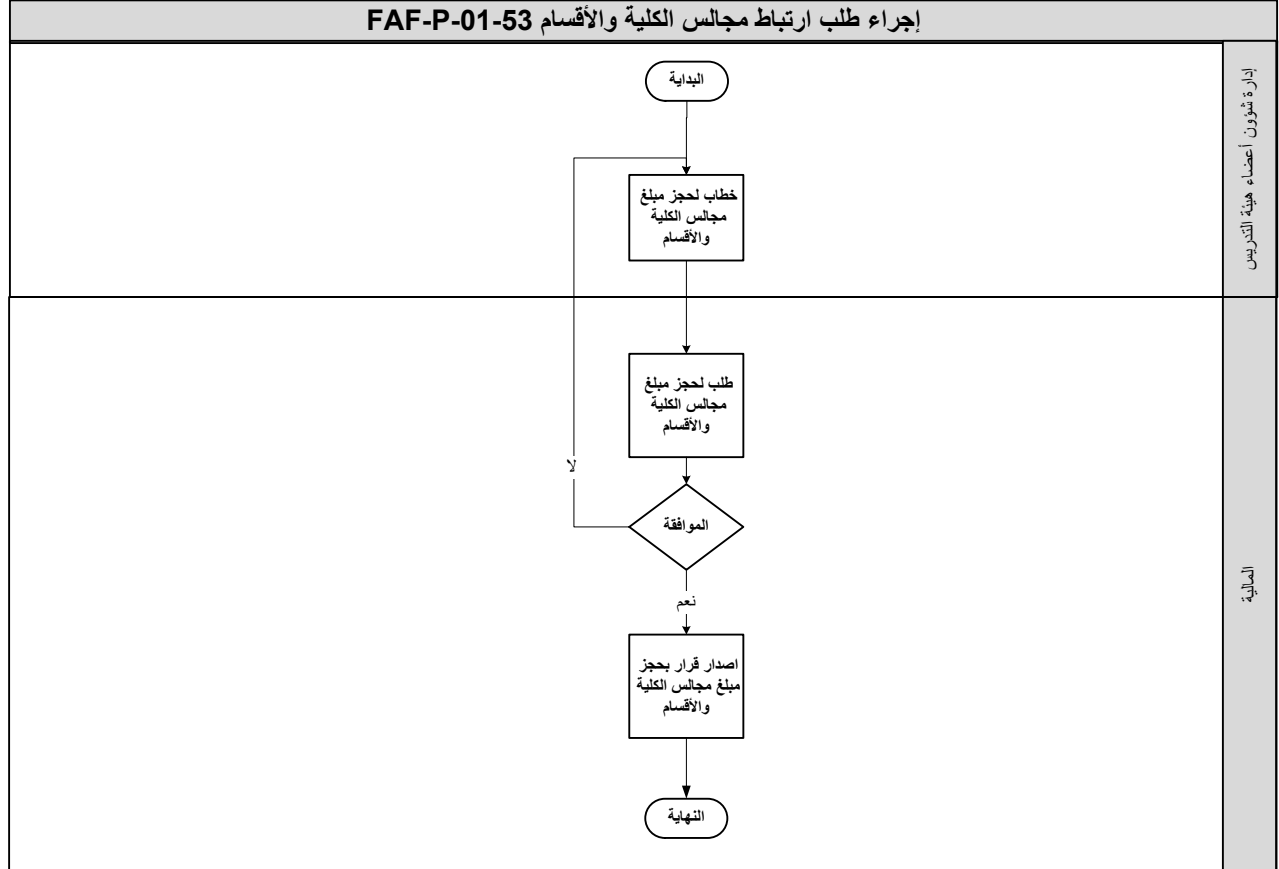 إجراء طلب ارتباط مجالس الكلية والأقسام FAF-P-01-53
إدارة شؤون أعضاء هيئة التدريس
البداية
خطاب لحجز مبلغ
مجالس الكلية
والأقسام
المالية
طلب لحجز مبلغ
مجالس الكلية
والأقسام
لا
الموافقة
نعم
اصدار قرار بحجز
مبلغ مجالس الكلية
والأقسام
النهاية